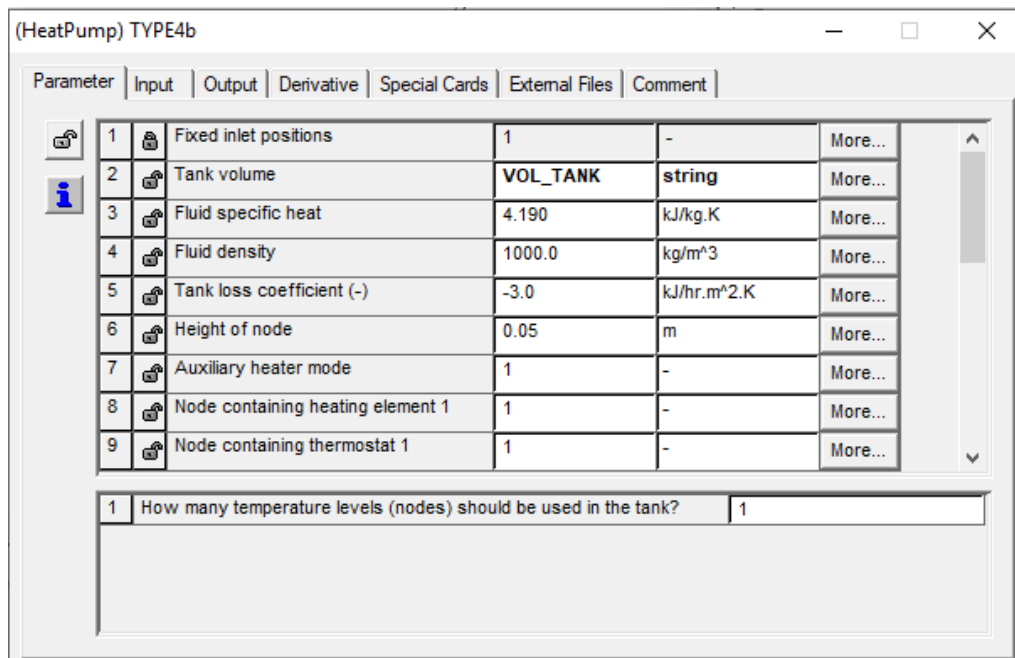 (HeatPump) TYPE4b
Parameter Input Output Derivative Special Cards External Files Comment
1 Fixed inlet positions 1 - More...
2 Tank volume VOL_TANK string More...
3 Fluid specific heat 4.190 kJ/kg.K More...
4 Fluid density 1000.0 kg/m^3 More...
5 Tank loss coefficient (-) -3.0 kJ/hr.m^2.K More...
6 Height of node 0.05 m More...
7 Auxiliary heater mode 1 - More...
8 Node containing heating element 1 1 - More...
9 Node containing thermostat 1 1 - More...
1 How many temperature levels (nodes) should be used in the tank? 1